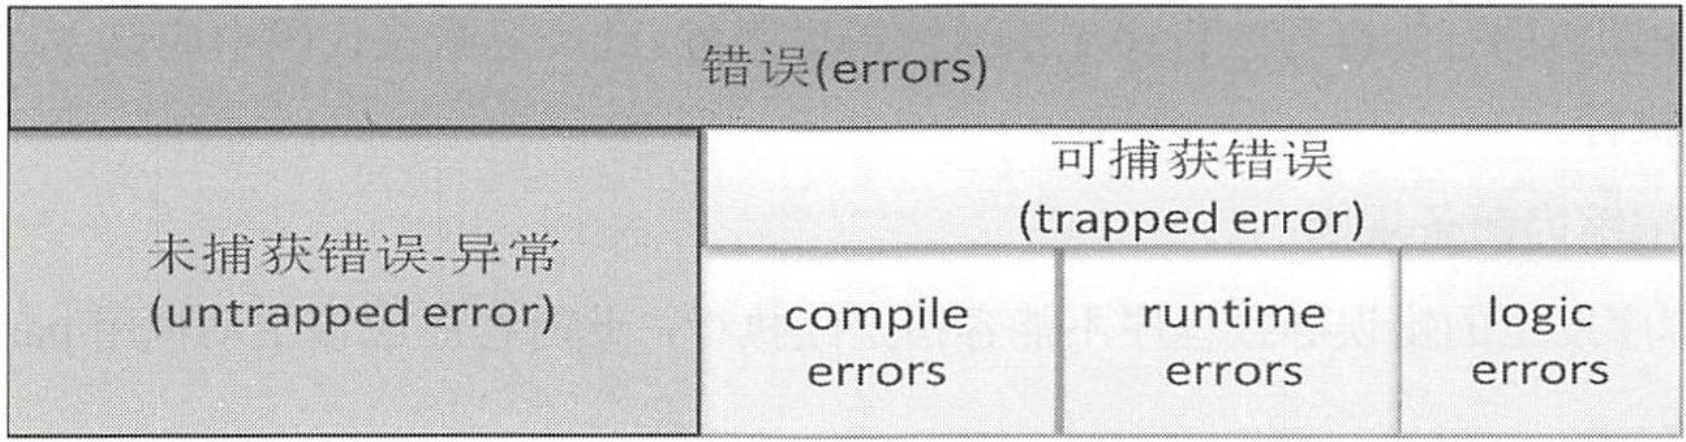 错误(errors)
未捕获错误-异常
(untrapped error)
可捕获错误
(trapped error)
compile
errors
runtime
errors
logic
errors